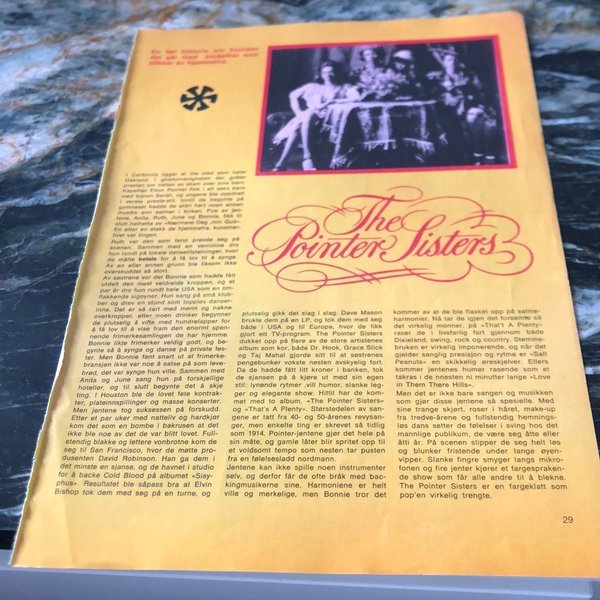 En fæl historie om hvordan
det går med småpiker som
stikker av hjemmefra.
The
Pointer Sisters
I California ligger et lite sted som heter
Oakland. I ghettomenigheten der gråter
presten om natten av skam over sine barn.
Kapellan Elton Pointer fikk i alt seks barn
med konen Sarah, og ungene ble oppdratt
i verste preste-stil. Inntil de begynte på
gymnaset hadde de aldri hørt noen annen
musikk enn salmer i kirken. Fire av jen-
tene, Anita, Ruth, June og Bonnie, fikk til
slutt helhetta av «Nærmere Deg ,min Gud».
En etter en stakk de hjemmefra, kunstner-
livet var tingen.
Ruth var den som først prøvde seg på
scenen. Sammen med en venninne dro
hun rundt på lokale dansetilstelninger, hvor
de måtte betale for å få lov til å synge.
Av en eller annen grunn ble liksom ikke
overskuddet så stort.
Av søstrene var det Bonnie som hadde fått
utdelt den mest veldreide kroppen, og et
par år dro hun rundt hele USA som en om-
flakkende sigøyner. Hun sang på små klub-
ber og drev en stund som toppløs danser-
inne. Der er så rart med menn og nakne
overkropper, etter noen drinker begynner
de plutselig å vifte med hundrelapper for
å få lov til å vise fram den enorme spen-
nende frimerkesamlingen de har hjemme.
Bonnie likte frimerker veldig godt, og be-
gynte så å synge og danse på private fes-
ter. Men Bonnie fant snart ut at frimerke-
bransjen ikke var noe å satse på som leve-
brød, det var synge hun ville. Sammen med
Anita og June sang hun på forskjellige
hoteller, og til slutt begynte det å skje
ting. I Houston ble de lovet fete kontrak-
ter, plateinnspillinger og masse konserter.
Men jentene tog suksessen på forskudd.
Etter et par uker med natteliv og hardkjør
kom det som en bombe i bakrusen at det
ikke ble noe av det de var blitt lovet. Full-
stendig blakke og lettere vonbrotne kom de
seg til San Francisco, hvor de møtte pro-
dusenten David Robinson. Han ga dem i
det minste en sjanse, og de havnet i studio
for å backe Cold Blood på albumet «Sisy-
phus». Resultatet ble såpass bra at Elvin
Bishop tok dem med seg på en turne, og
plutselig gikk det slag i slag. Dave Mason
brukte dem på en LP, og tok dem med seg
både i USA og til Europa, hvor de fikk
gjort ett TV-program. The Pointer Sisters
dukket opp på flere av de store artistenes
album som kor, både Dr. Hook, Grace Slick
og Taj Mahal gjorde sitt til at søstrenes
pengebunker vokste nesten avskyelig fort.
Da de hadde fått litt kroner i banken, tok
de sjansen på å kjøre ut med sin egen
stil: lynende rytmer ,vill humor, slanke leg-
ger og elegante show. Hittil har de kom-
met med to album, «The Pointer Sisters»
og «That's A Plenty». Størstedelen av san-
gene er tatt fra 40- og 50-årenes røveysan-
ger, men enkelte ting er skrevet så tidlig
som 1914. Pointer-jentene gjør det hele på
sin måte, og gamle låter blir spritet opp til
et voldsomt tempo som nesten tar pusten
fra en følelsesladd nordmann.
Jentene kan ikke spille noen instrumenter
selv, og derfor får de ofte bråk med bac-
kingmusikerne sine. Harmoniene er helt
ville og merkelige, men Bonnie tror det
kommer av at de ble flasket opp på salme-
harmonier. Nå tar de igjen det forsømte så
det virkelig monner, på «That's A Plenty»-
raser de i livsfarlig fart gjennom både
Dixieland, swing, rock og country. Stemme-
bruken er virkelig imponerende, og når det
gjelder sanglig presisjon og rytme er «Salt
Peanuts» en skikkelig øresjarvel. Ellers
kommer jentenes humør rasende som et
takras i de nesten ni minutter lange «Love
in Them There Hills».
Men det er ikke bare sangen og musikken
som gjør disse jentene så spesielle. Med
sine trange skjørt, roser i håret, make-up
fra tredve-årene og tullstendig hemnings-
løs dans setter de følelser i sving hos det
mannlige publikum, de være seg åtte eller
åtti år. På scenen slipper de seg helt løs
og blunker fristende under lange øyen-
vipper. Slanke fingre smyger langs mikro-
fonen og fire jenter kjører et fargesprakn-
de show som får alle andre til å blekne.
The Pointer Sisters er en fargeklatt som
pop'en virkelig trengte.
29